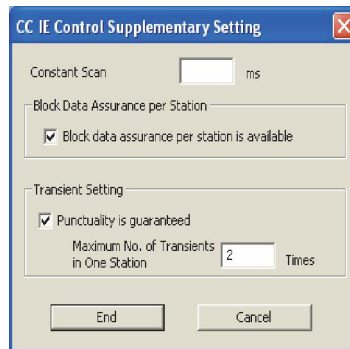 CC IE Control Supplementary Setting
Constant Scan ms
Block Data Assurance per Station
Block data assurance per station is available
Transient Setting
Punctuality is guaranteed
Maximum No. of Transients
in One Station 2 Times
End Cancel